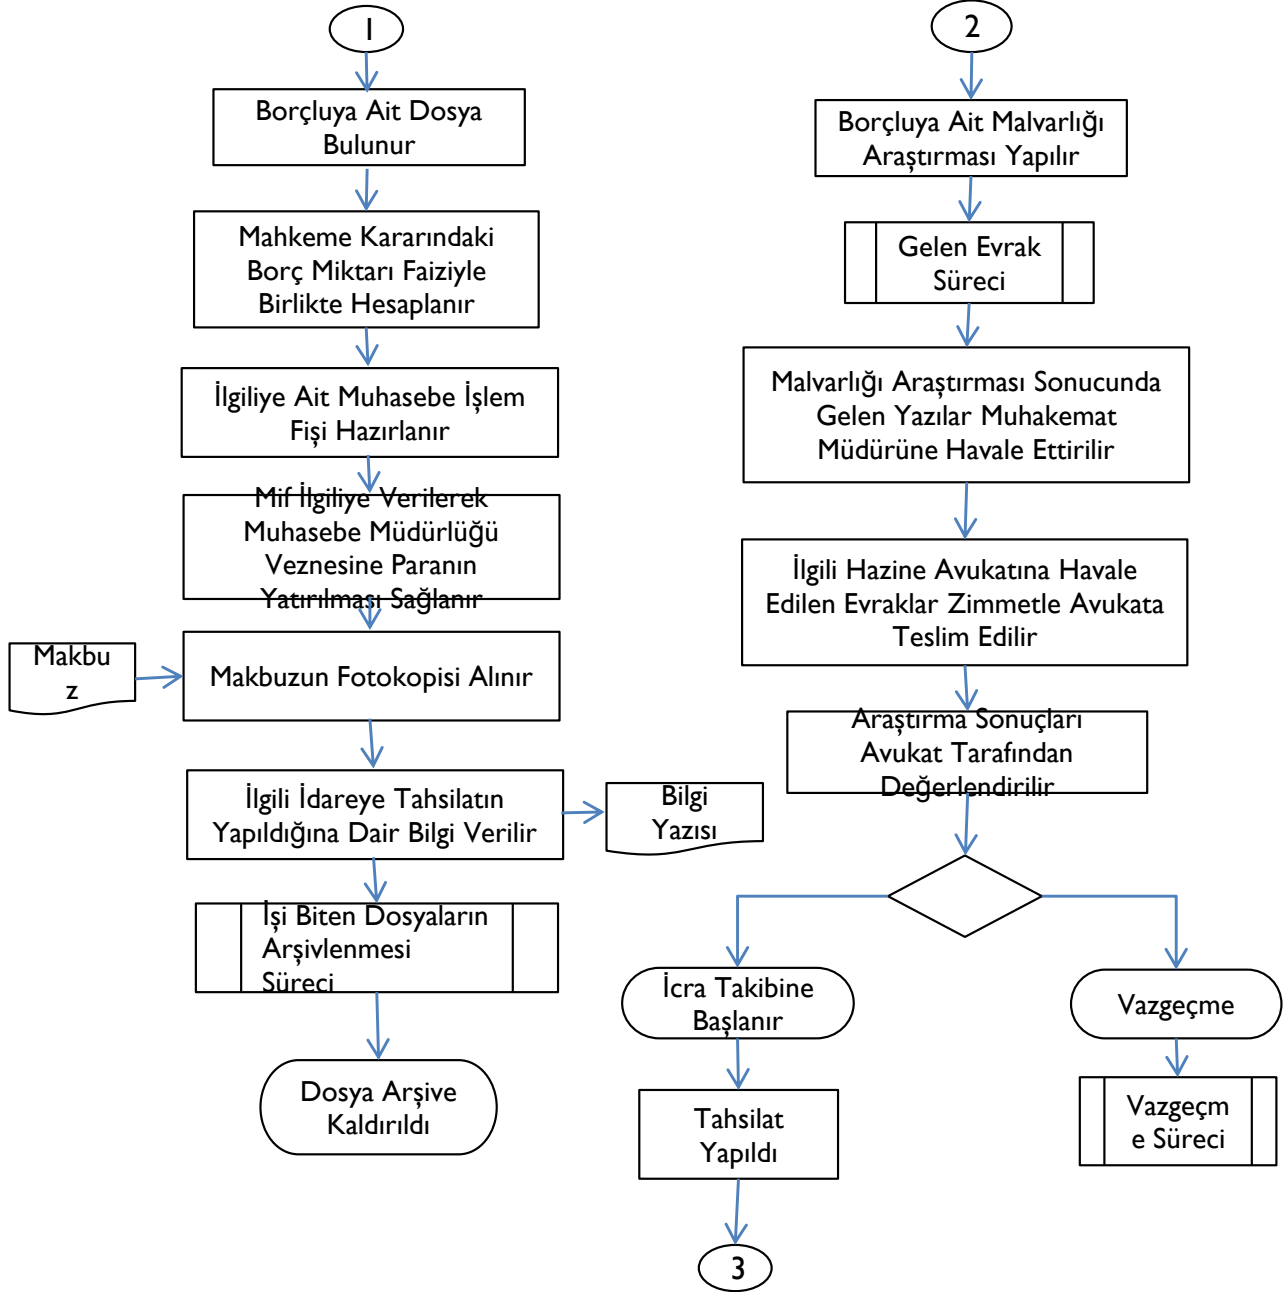 1
Borçluya Ait Dosya
Bulunur
Mahkeme Kararındaki
Borç Miktarı Faiziyle
Birlikte Hesaplanır
İlgiliye Ait Muhasebe İşlem
Fişi Hazırlanır
Mif İlgiliye Verilerek
Muhasebe Müdürlüğü
Veznesine Paranın
Yatırılması Sağlanır
Makbu
z
Makbuzun Fotokopisi Alınır
İlgili İdareye Tahsilatın
Yapıldığına Dair Bilgi Verilir
Bilgi
Yazısı
İşi Biten Dosyaların
Arşivlenmesi
Süreci
Dosya Arşive
Kaldırıldı
2
Borçluya Ait Malvarlığı
Araştırması Yapılır
Gelen Evrak
Süreci
Malvarlığı Araştırması Sonucunda
Gelen Yazılar Muhakemat
Müdürüne Havale Ettirilir
İlgili Hazine Avukatına Havale
Edilen Evraklar Zimmetle Avukata
Teslim Edilir
Araştırma Sonuçları
Avukat Tarafından
Değerlendirilir
İcra Takibine
Başlanır
Tahsilat
Yapıldı
3
Vazgeçme
Vazgeçm
e Süreci